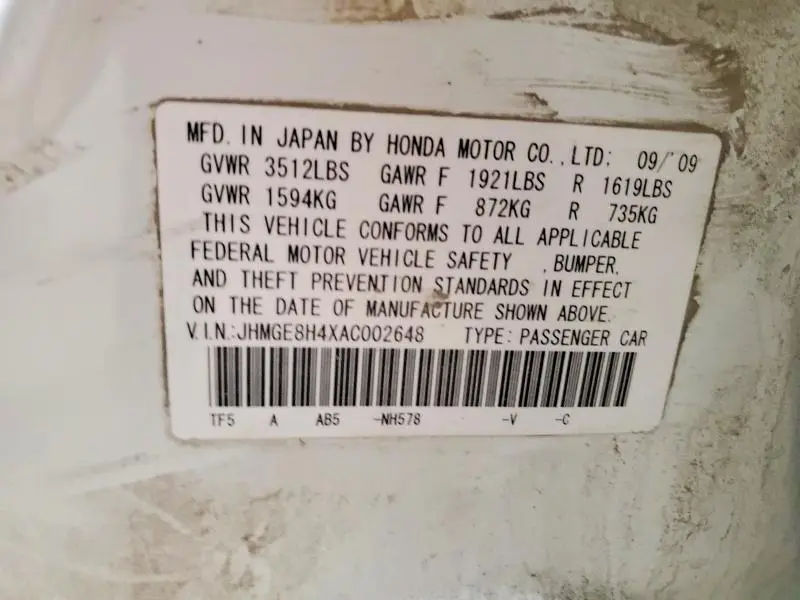 MFD. IN JAPAN BY HONDA MOTOR CO., LTD: 09/'09
GVWR 3512LBS GAWR F 1921LBS R 1619LBS
GVWR 1594KG GAWR F 872KG R 735KG
THIS VEHICLE CONFORMS TO ALL APPLICABLE
FEDERAL MOTOR VEHICLE SAFETY , BUMPER,
AND THEFT PREVENTION STANDARDS IN EFFECT
ON THE DATE OF MANUFACTURE SHOWN ABOVE.
V.I.N.:JHMGE8H4XAC002648 TYPE: PASSENGER CAR
TF5 A AB5 -NH578 -V -C